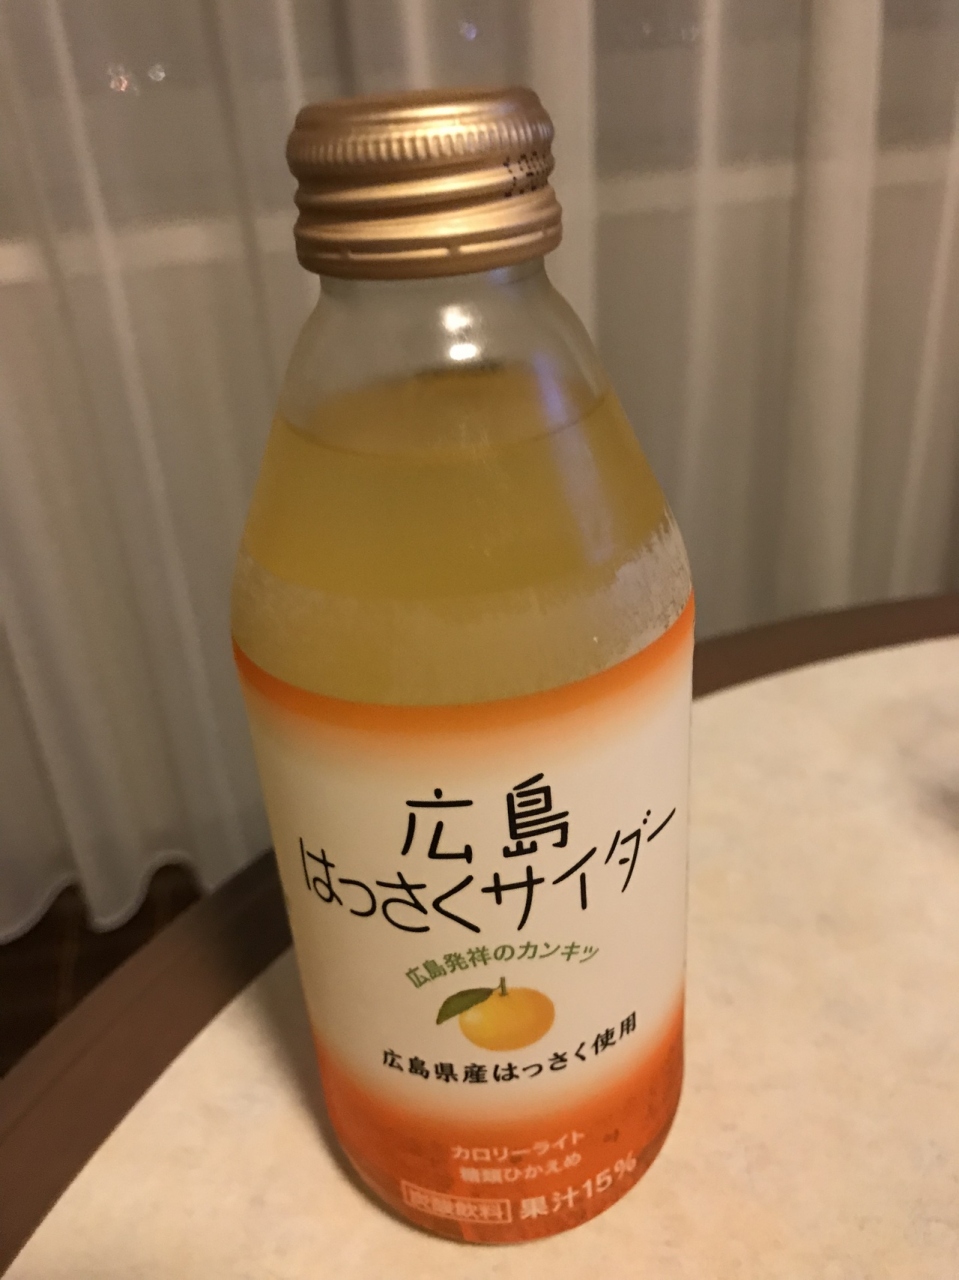 広島
はっさくサイダー
広島発祥のカンキツ
広島県産はっさく使用
カロリーライト
糖類ひかえめ
炭酸飲料 果汁15%